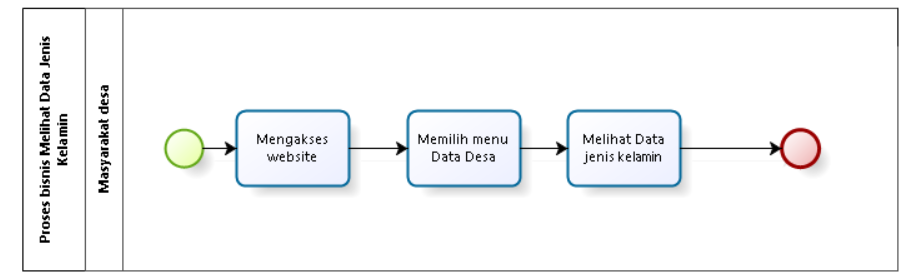 Proses bisnis Melihat Data Jenis
Kelamin
Masyarakat desa
Mengakses
website
Memilih menu
Data Desa
Melihat Data
jenis kelamin